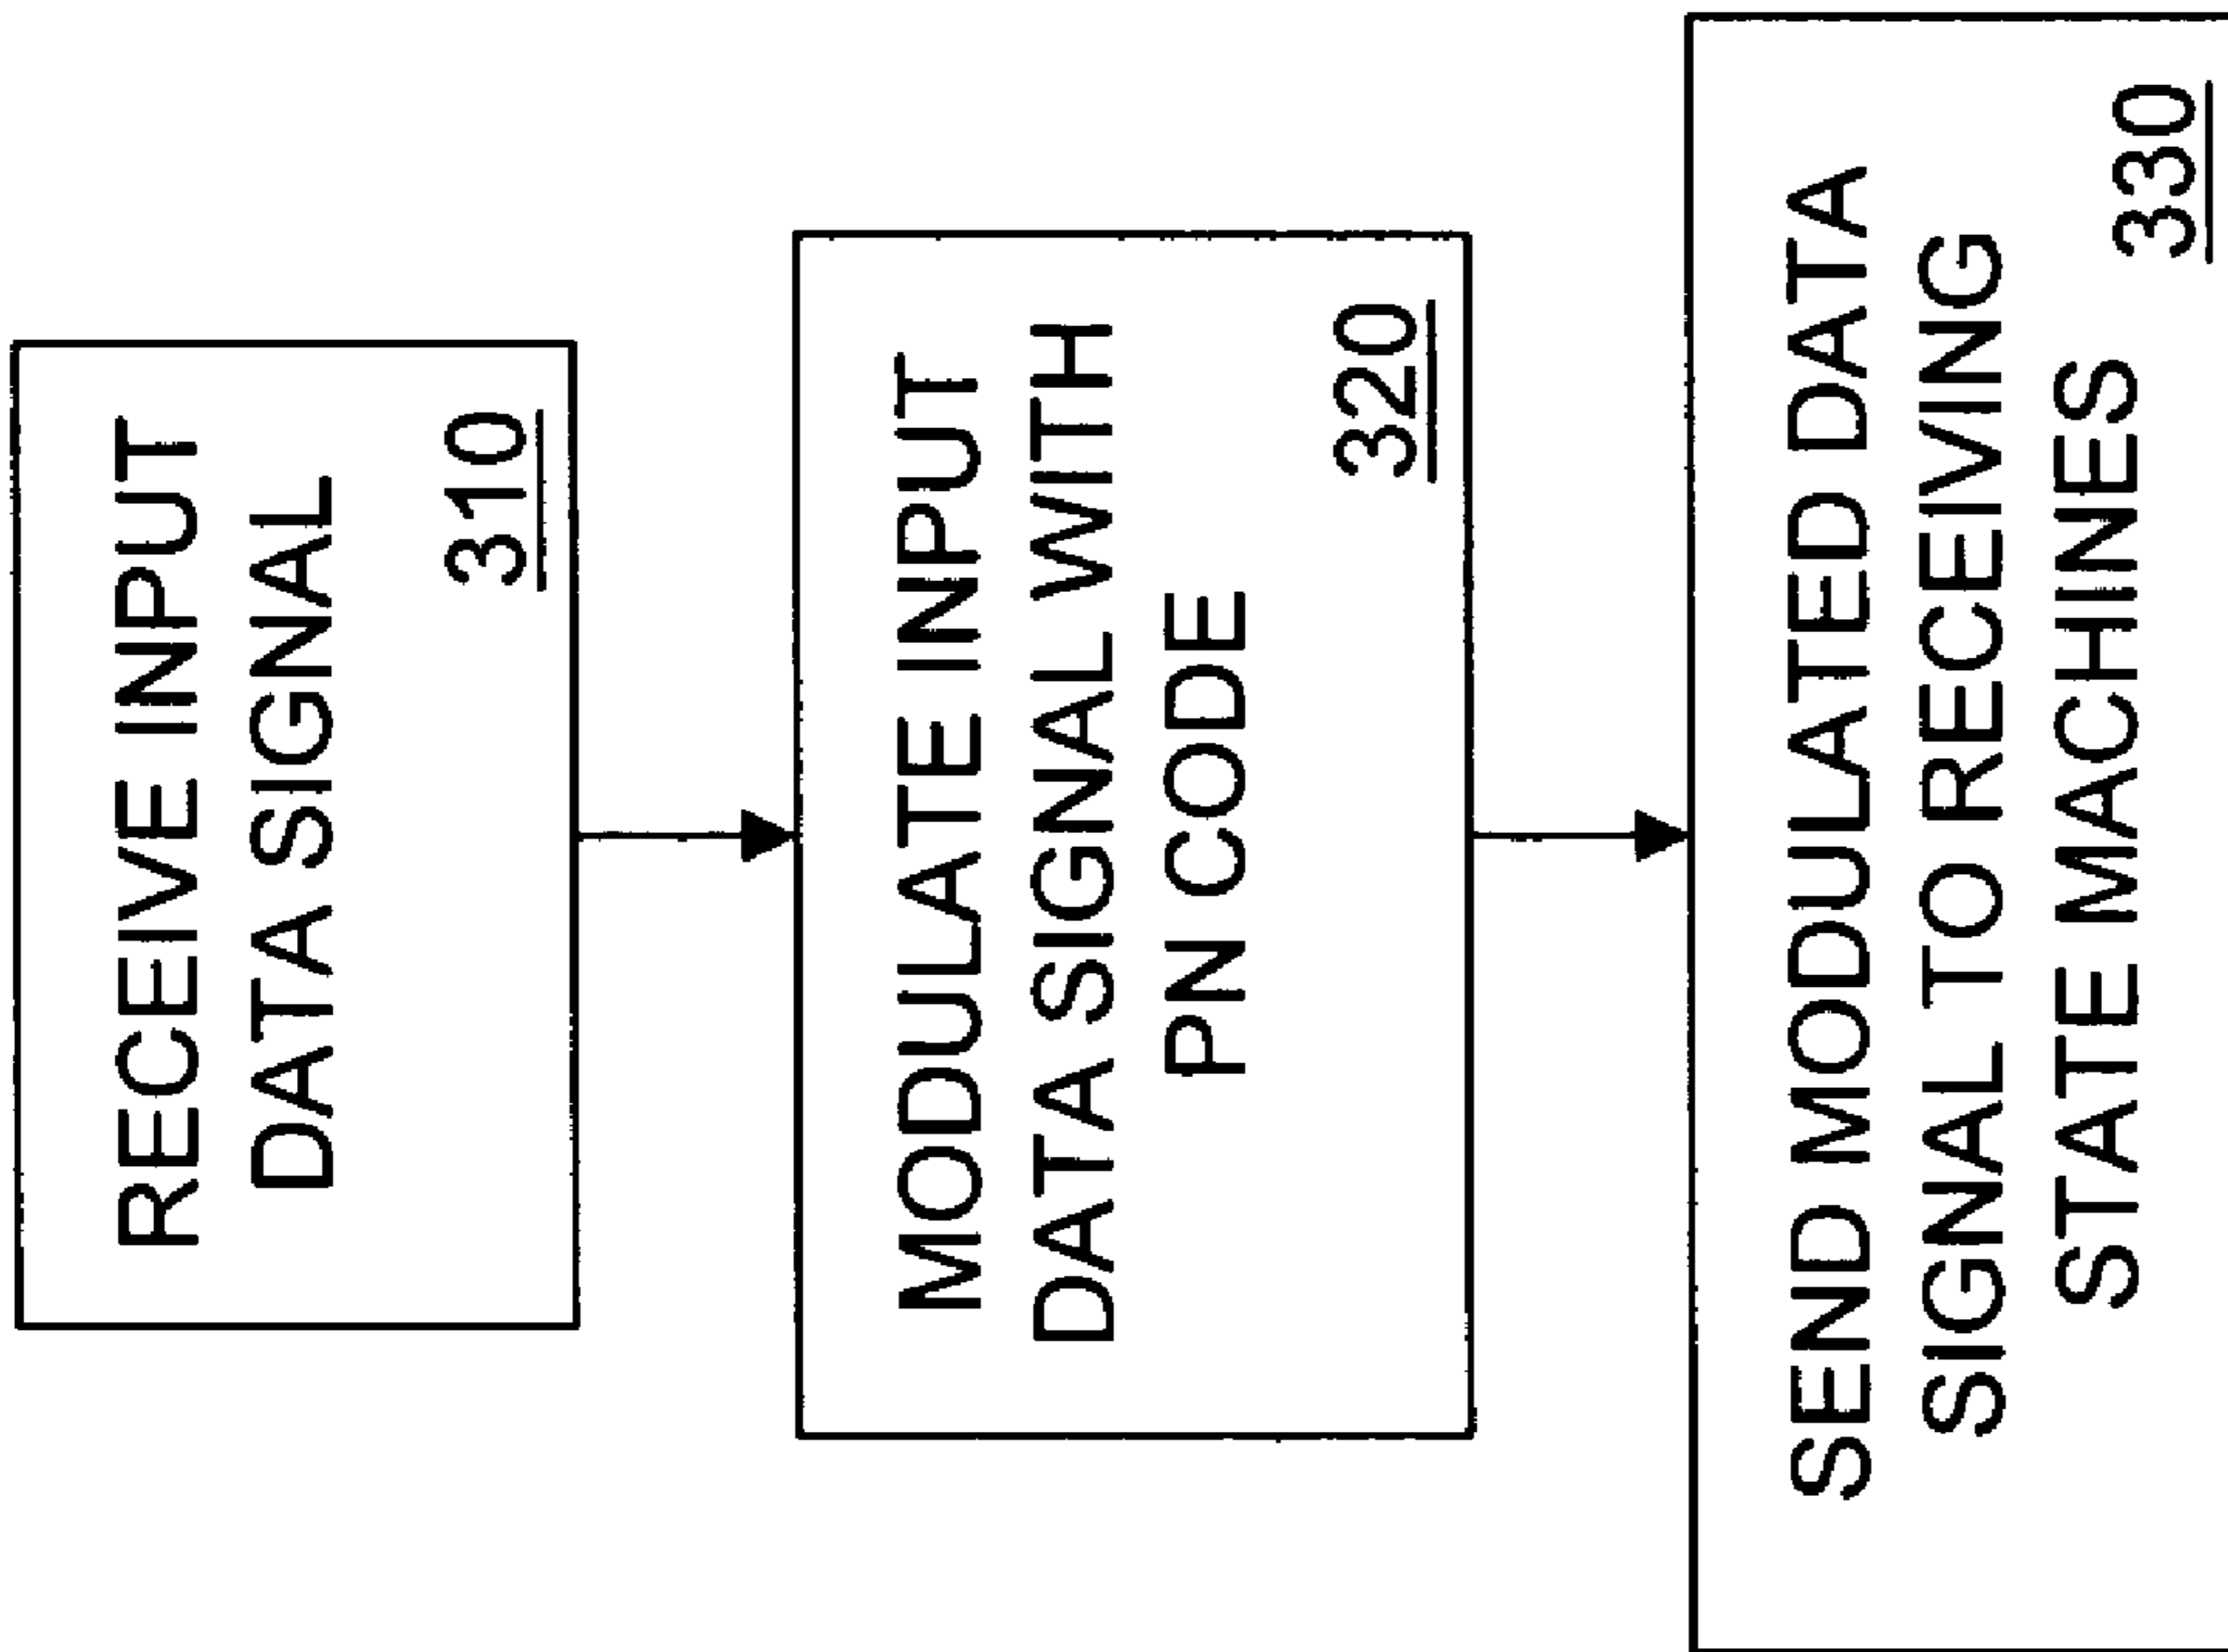 RECEIVE INPUT
DATA SIGNAL
310
MODULATE INPUT
DATA SIGNAL WITH
PN CODE
320
SEND MODULATED DATA
SIGNAL TO RECEIVING
STATE MACHINES
330